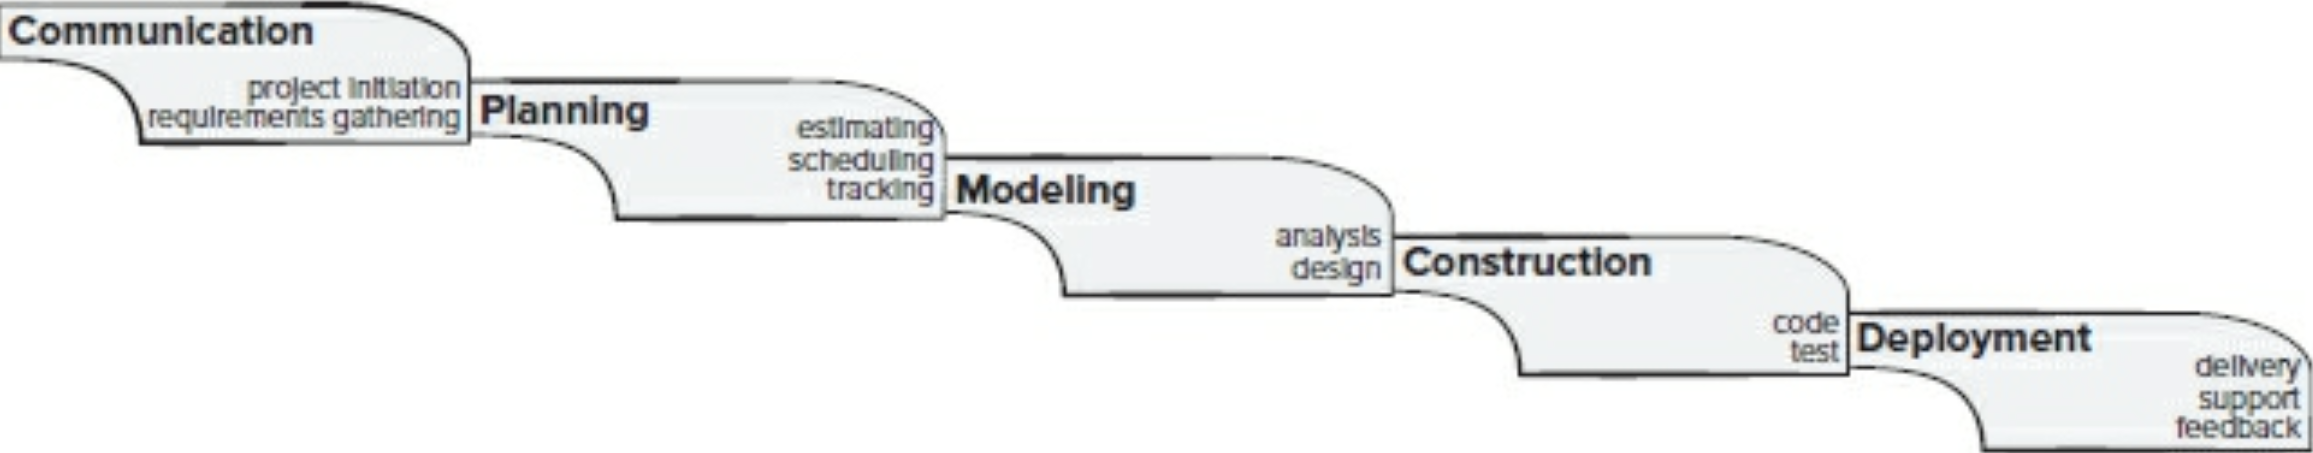 Communication
project initiation
requirements gathering
Planning
estimating
scheduling
tracking
Modeling
analysis
design
Construction
code
test
Deployment
delivery
support
feedback